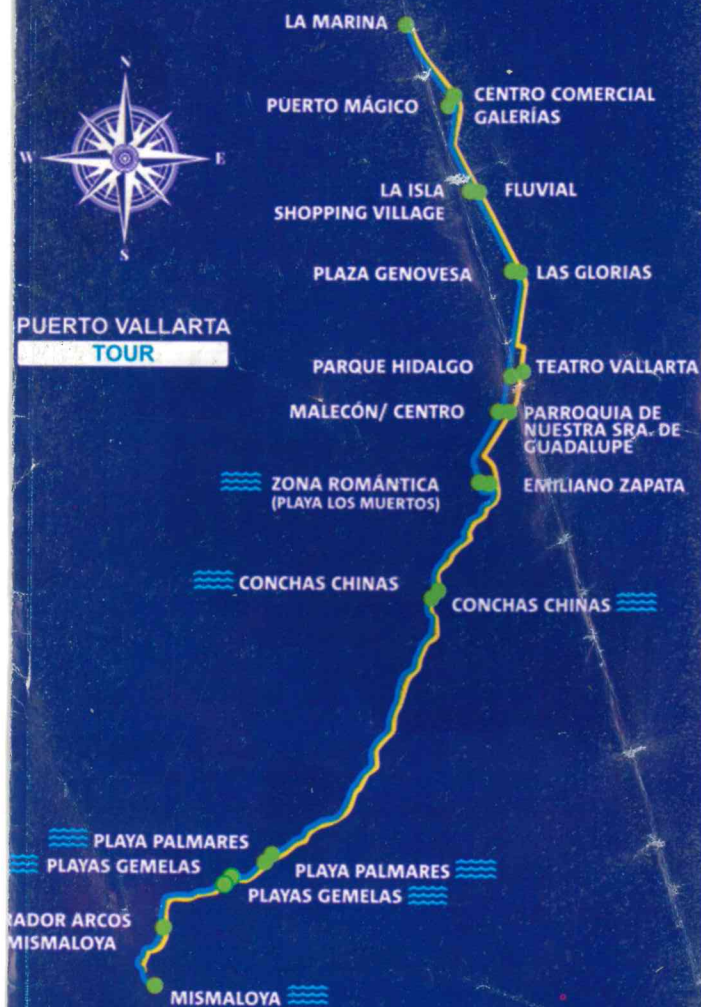 LA MARINA
N
W
E
S
PUERTO MÁGICO
CENTRO COMERCIAL
GALERÍAS
LA ISLA
SHOPPING VILLAGE
FLUVIAL
PLAZA GENOVESA
LAS GLORIAS
PUERTO VALLARTA
TOUR
PARQUE HIDALGO
TEATRO VALLARTA
MALECÓN/ CENTRO
PARROQUIA DE
NUESTRA SRA. DE
GUADALUPE
ZONA ROMÁNTICA
(PLAYA LOS MUERTOS)
EMILIANO ZAPATA
CONCHAS CHINAS
CONCHAS CHINAS
PLAYA PALMARES
PLAYAS GEMELAS
PLAYA PALMARES
PLAYAS GEMELAS
RADOR ARCOS
MISMALOYA
MISMALOYA